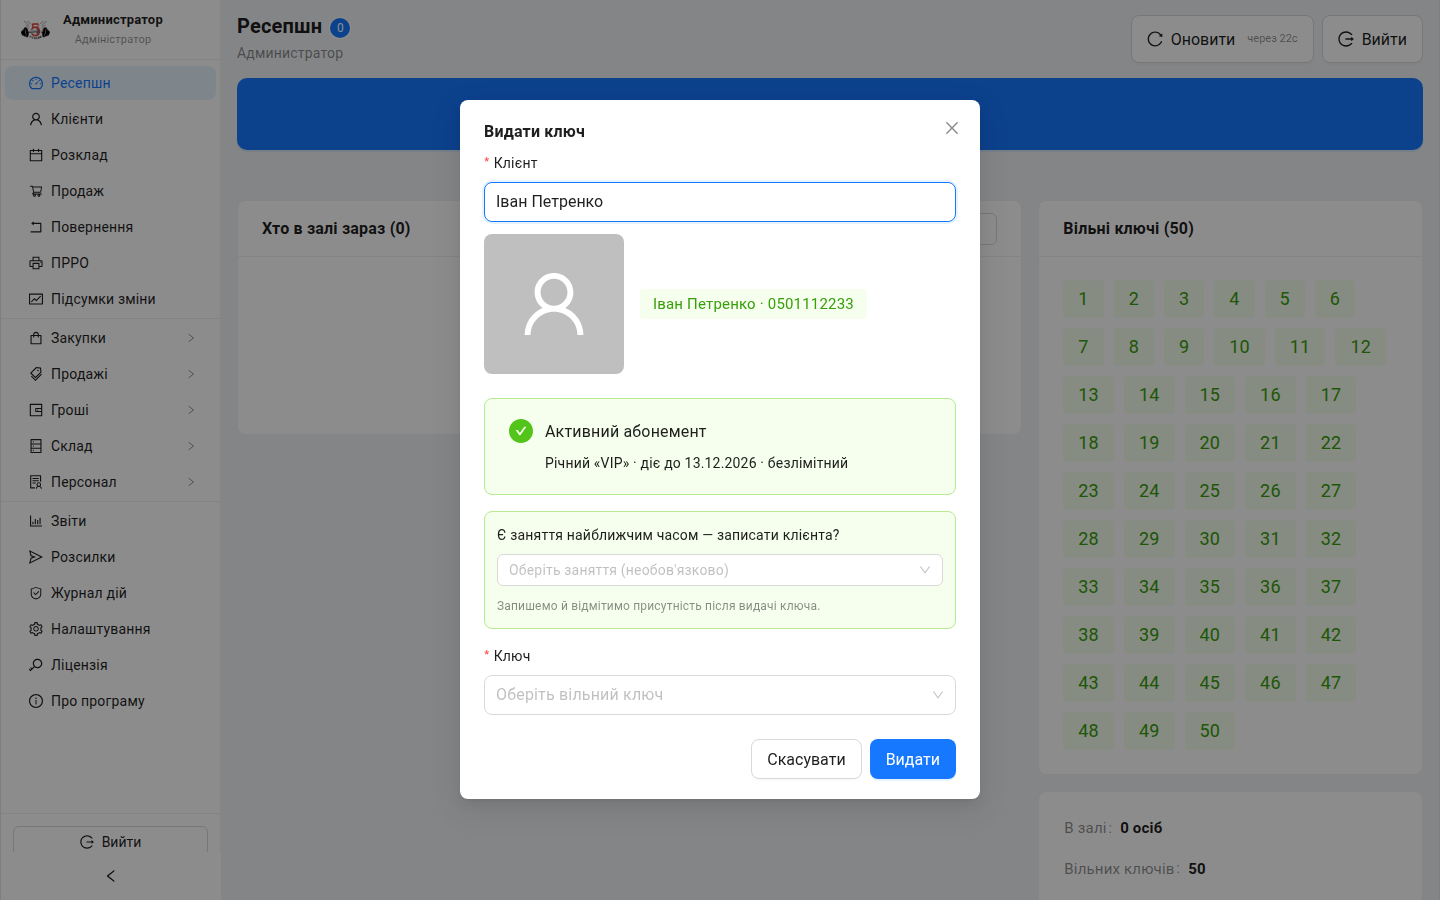 Администратор
Адміністратор
Ресепшн
Клієнти
Розклад
Продаж
Повернення
ПРРО
Підсумки зміни
Закупки
Продажі
Гроші
Склад
Персонал
Звіти
Розсилки
Журнал дій
Налаштування
Ліцензія
Про програму
Вийти
Ресепшн 0
Администратор
Оновити через 22с
Вийти
Хто в залі зараз (0)
Видати ключ
* Клієнт
Іван Петренко
Іван Петренко · 0501112233
Активний абонемент
Річний «VIP» · діє до 13.12.2026 · безлімітний
Є заняття найближчим часом — записати клієнта?
Оберіть заняття (необов'язково)
Запишемо й відмітимо присутність після видачі ключа.
* Ключ
Оберіть вільний ключ
Скасувати Видати
Вільні ключі (50)
1 2 3 4 5 6
7 8 9 10 11 12
13 14 15 16 17
18 19 20 21 22
23 24 25 26 27
28 29 30 31 32
33 34 35 36 37
38 39 40 41 42
43 44 45 46 47
48 49 50
В залі: 0 осіб
Вільних ключів: 50